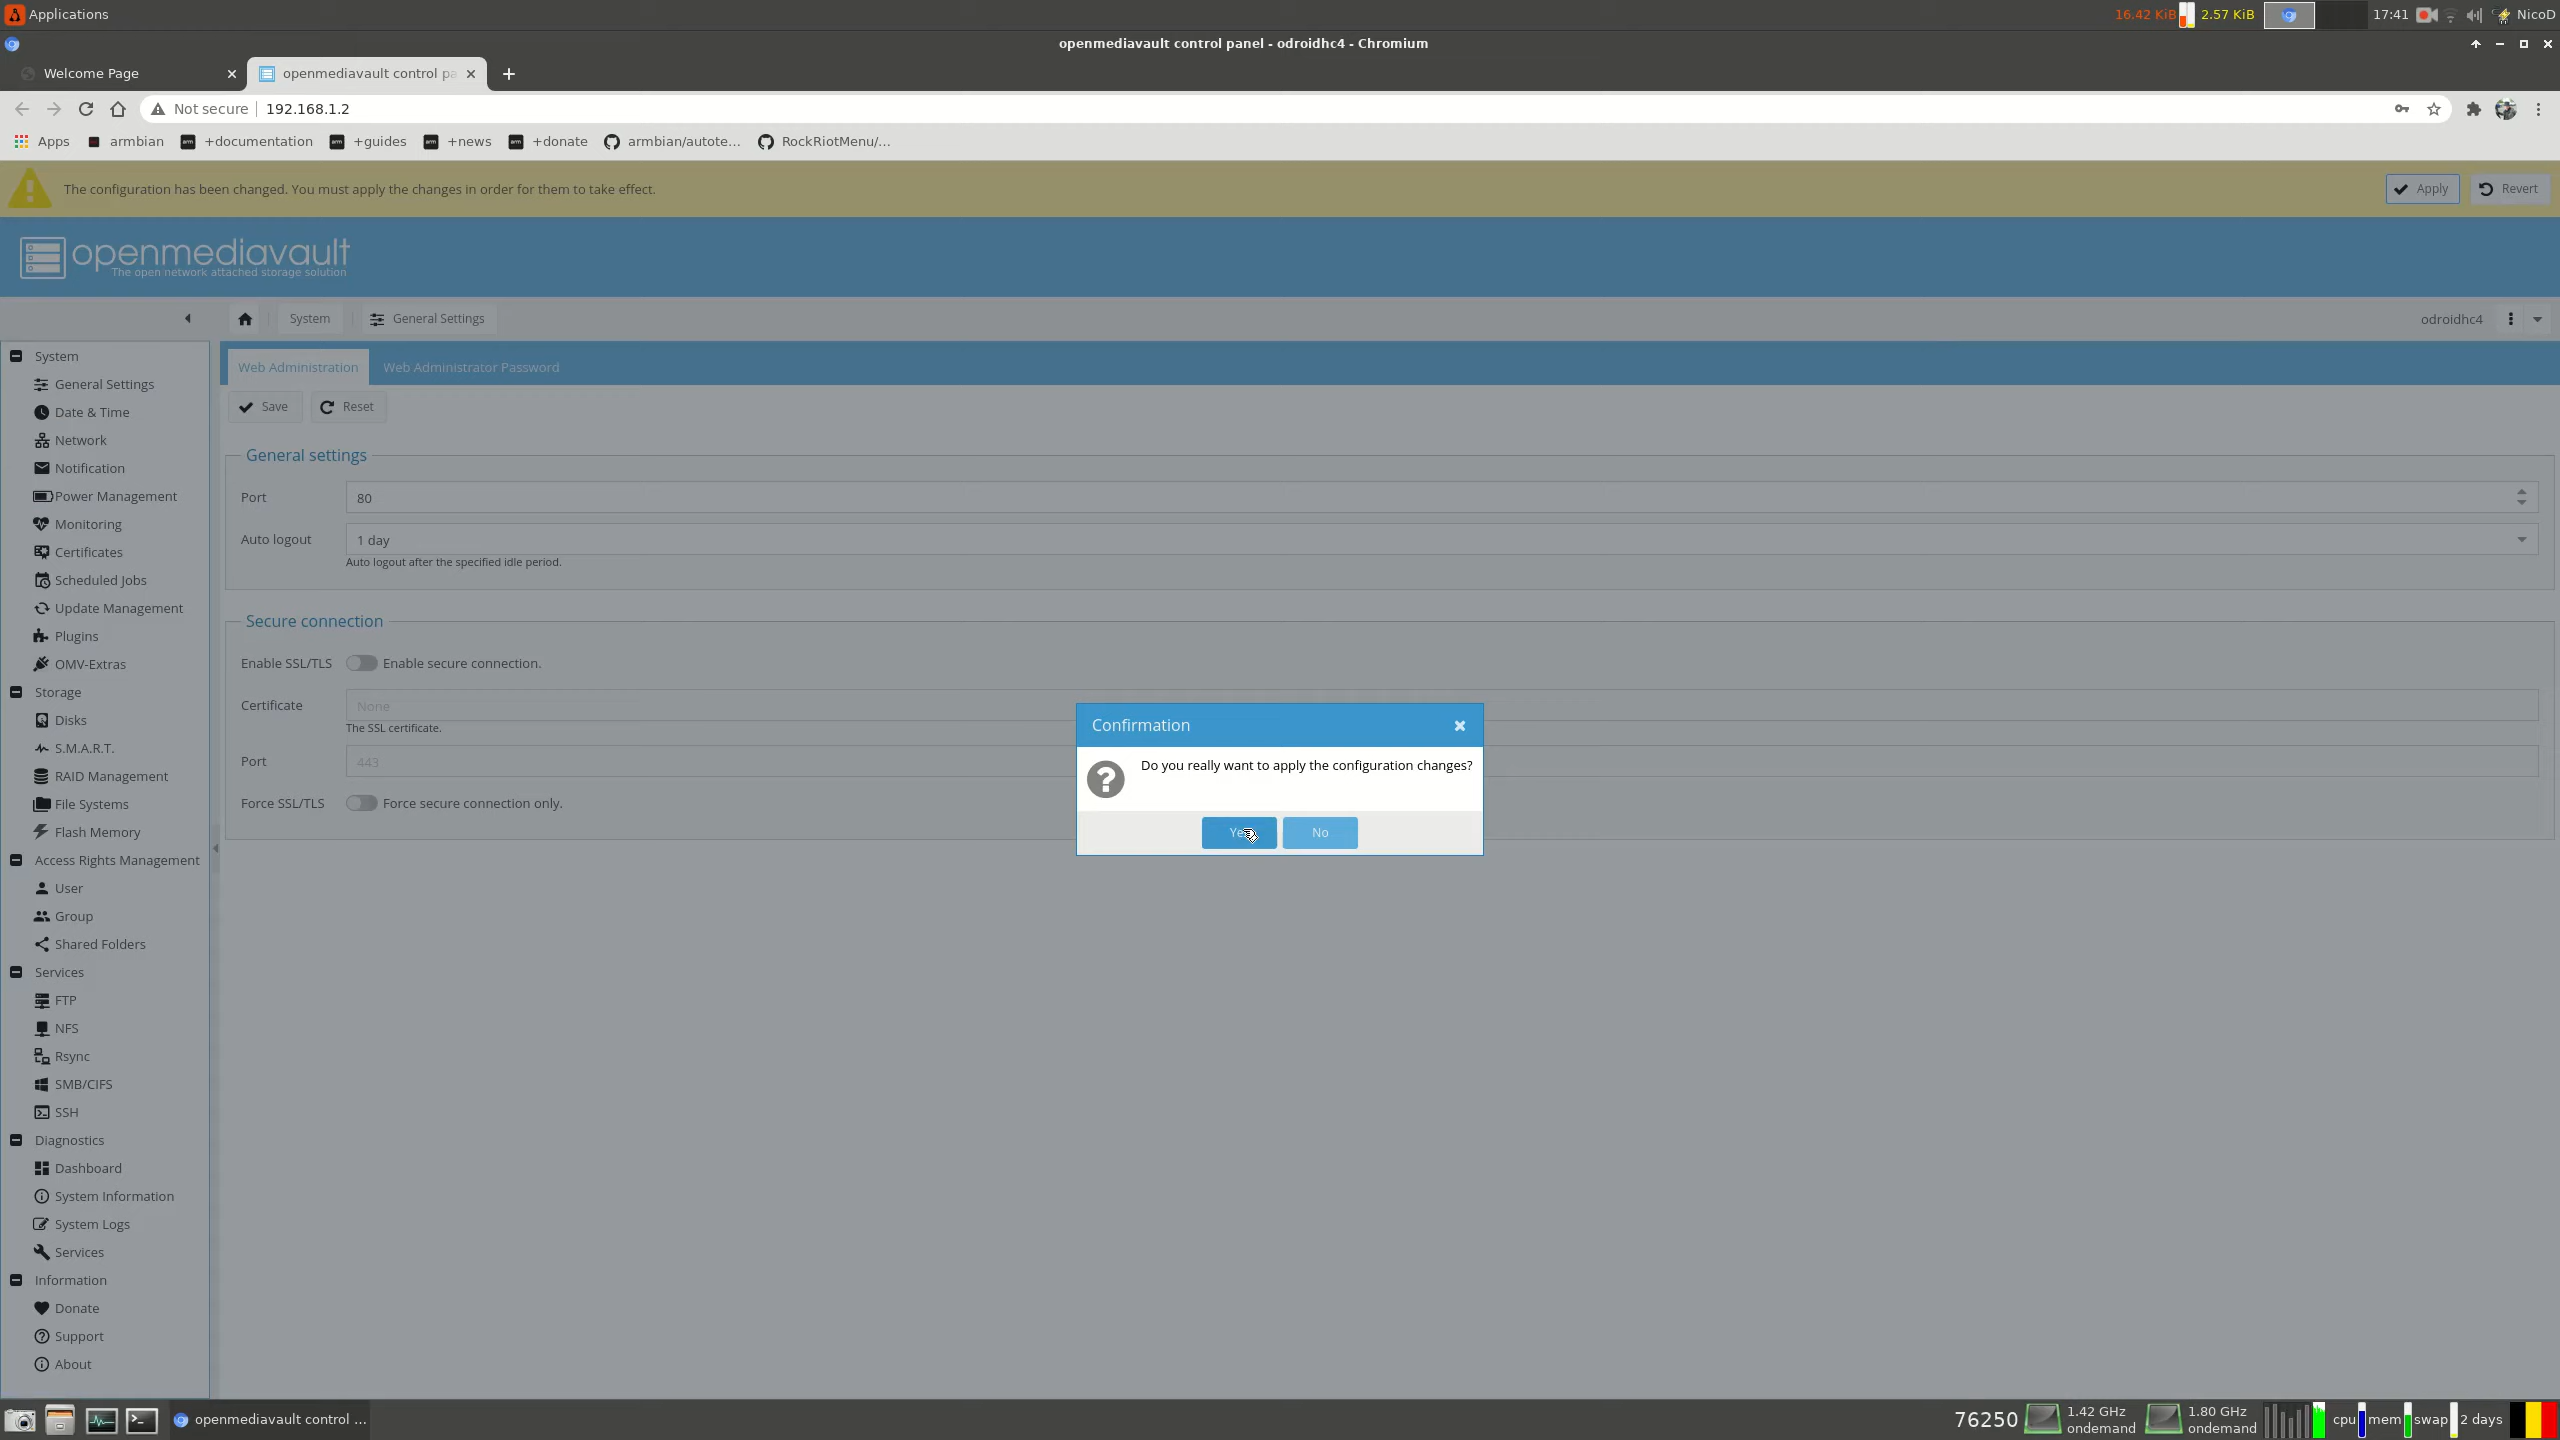 Applications
16.42 KiB 2.57 KiB 17:41 NicoD
openmediavault control panel - odroidhc4 - Chromium
Welcome Page
openmediavault control pa
Not secure 192.168.1.2
Apps armbian +documentation +guides +news +donate armbian/autote... RockRiotMenu/...
The configuration has been changed. You must apply the changes in order for them to take effect.
Apply Revert
openmediavault
The open network attached storage solution
System General Settings odroidhc4
System
General Settings
Date & Time
Network
Notification
Power Management
Monitoring
Certificates
Scheduled Jobs
Update Management
Plugins
OMV-Extras
Storage
Disks
S.M.A.R.T.
RAID Management
File Systems
Flash Memory
Access Rights Management
User
Group
Shared Folders
Services
FTP
NFS
Rsync
SMB/CIFS
SSH
Diagnostics
Dashboard
System Information
System Logs
Services
Information
Donate
Support
About
Web Administration Web Administrator Password
Save Reset
General settings
Port 80
Auto logout 1 day
Auto logout after the specified idle period.
Secure connection
Enable SSL/TLS Enable secure connection.
Certificate None
The SSL certificate.
Port 443
Force SSL/TLS Force secure connection only.
Confirmation
Do you really want to apply the configuration changes?
Yes No
openmediavault control ...
76250 1.42 GHz ondemand 1.80 GHz ondemand cpu mem swap 2 days